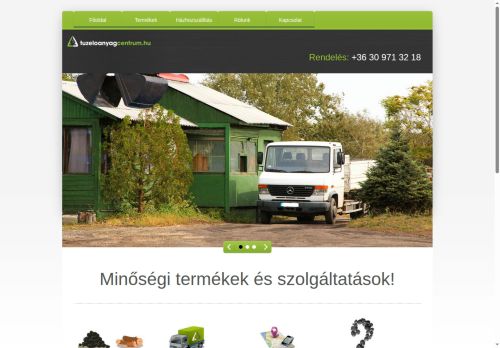 Főoldal
Termékek
Házhozszállítás
Rólunk
Kapcsolat
tuzeloanyagcentrum.hu
Rendelés: +36 30 971 32 18
Minőségi termékek és szolgáltatások!